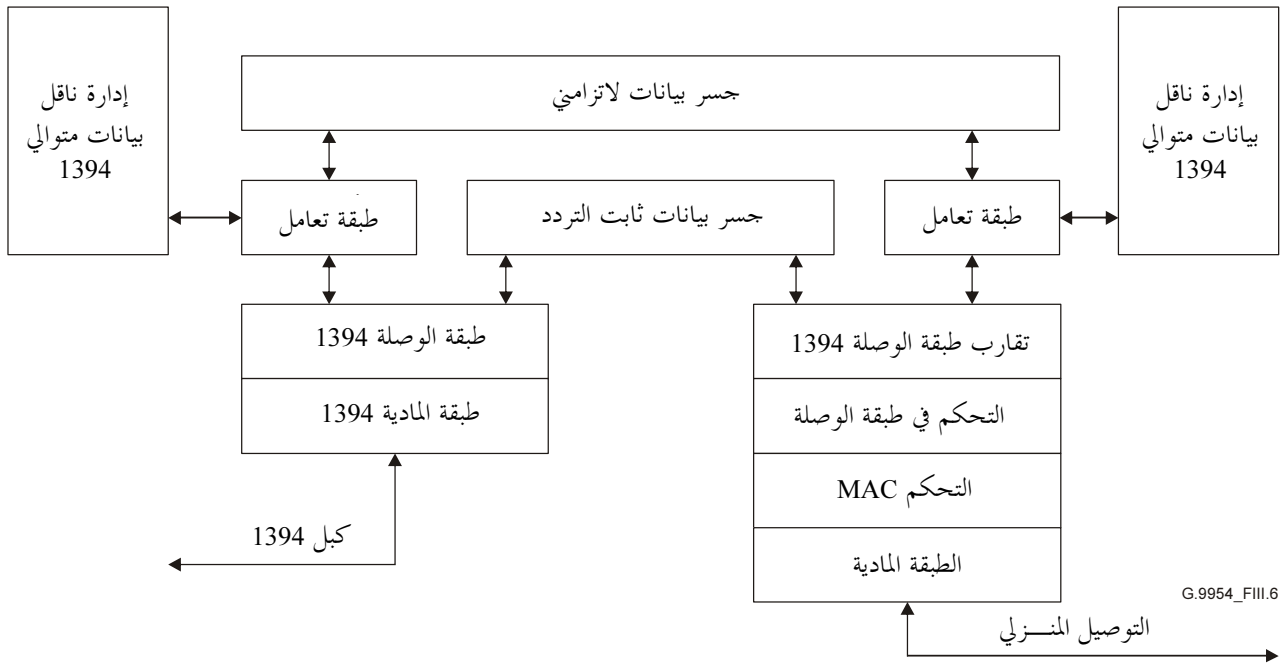 إدارة ناقل
بيانات متوالي
1394
جسر بيانات لاتزامني
إدارة ناقل
بيانات متوالي
1394
طبقة تعامل
جسر بيانات ثابت التردد
طبقة تعامل
تقارب طبقة الوصلة 1394
طبقة الوصلة 1394
التحكم في طبقة الوصلة
طبقة المادية 1394
التحكم MAC
كبل 1394
الطبقة المادية
G.9954_FIII.6
التوصيل المنـــزلي